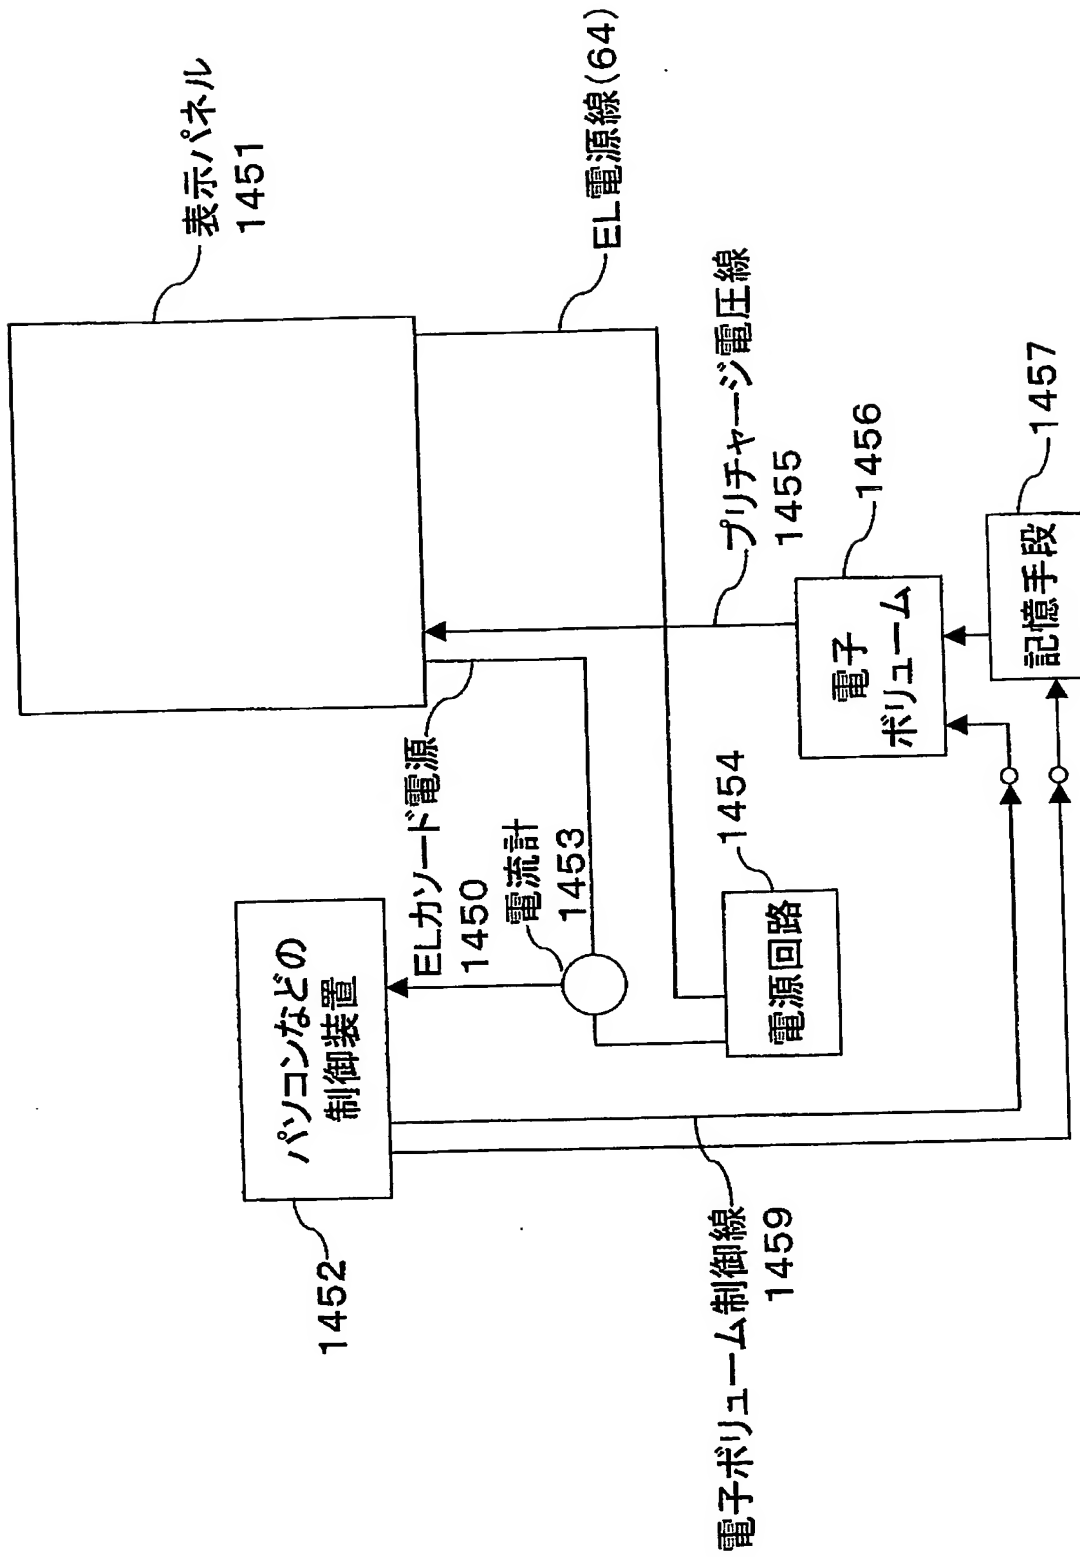 表示パネル
1451
EL電源線(64)
プリチャージ電圧線
1455
1456
1457
電子
ボリューム
記憶手段
ELカソード電源
1450
電流計
1453
1454
電源回路
パソコンなどの
制御装置
1452
電子ボリューム制御線
1459